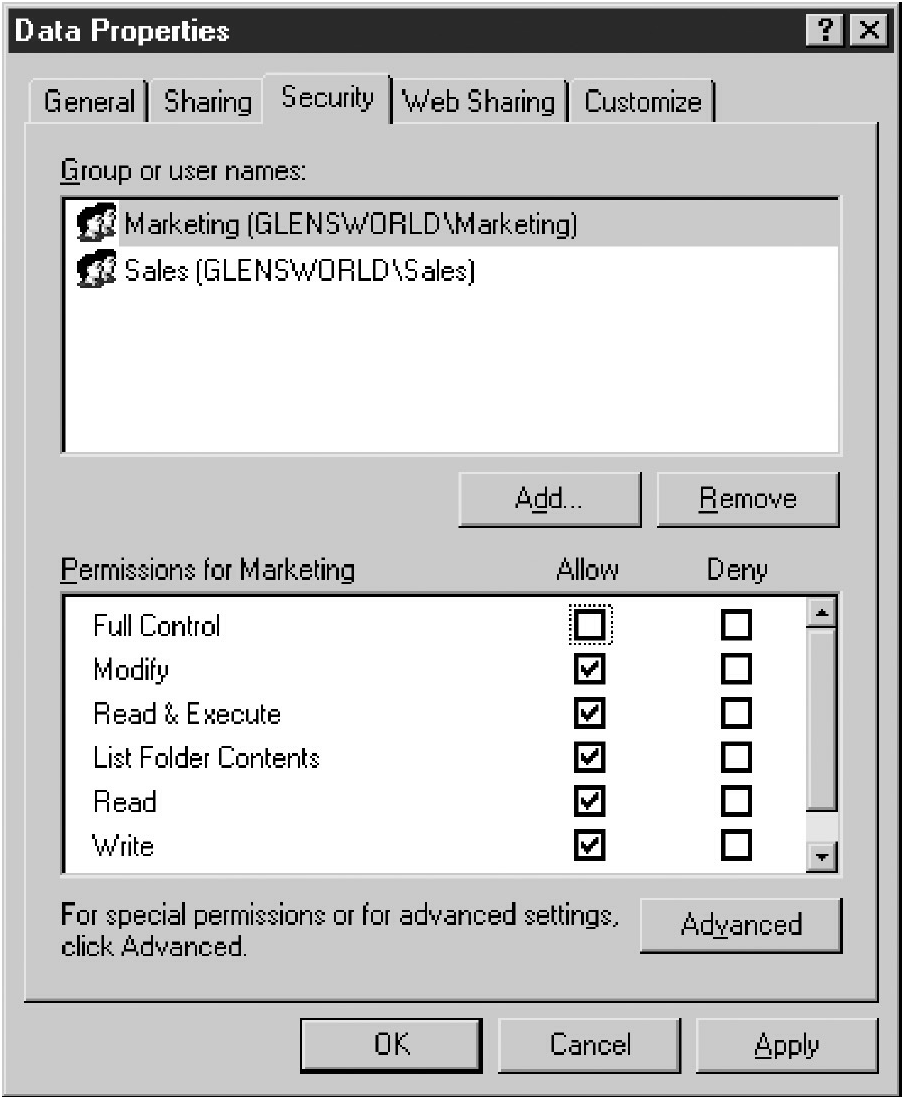 Data Properties
General Sharing Security Web Sharing Customize
Group or user names:
Marketing (GLENSWORLD\Marketing)
Sales (GLENSWORLD\Sales)
Add... Remove
Permissions for Marketing Allow Deny
Full Control
Modify
Read & Execute
List Folder Contents
Read
Write
For special permissions or for advanced settings,
click Advanced.
Advanced
OK Cancel Apply